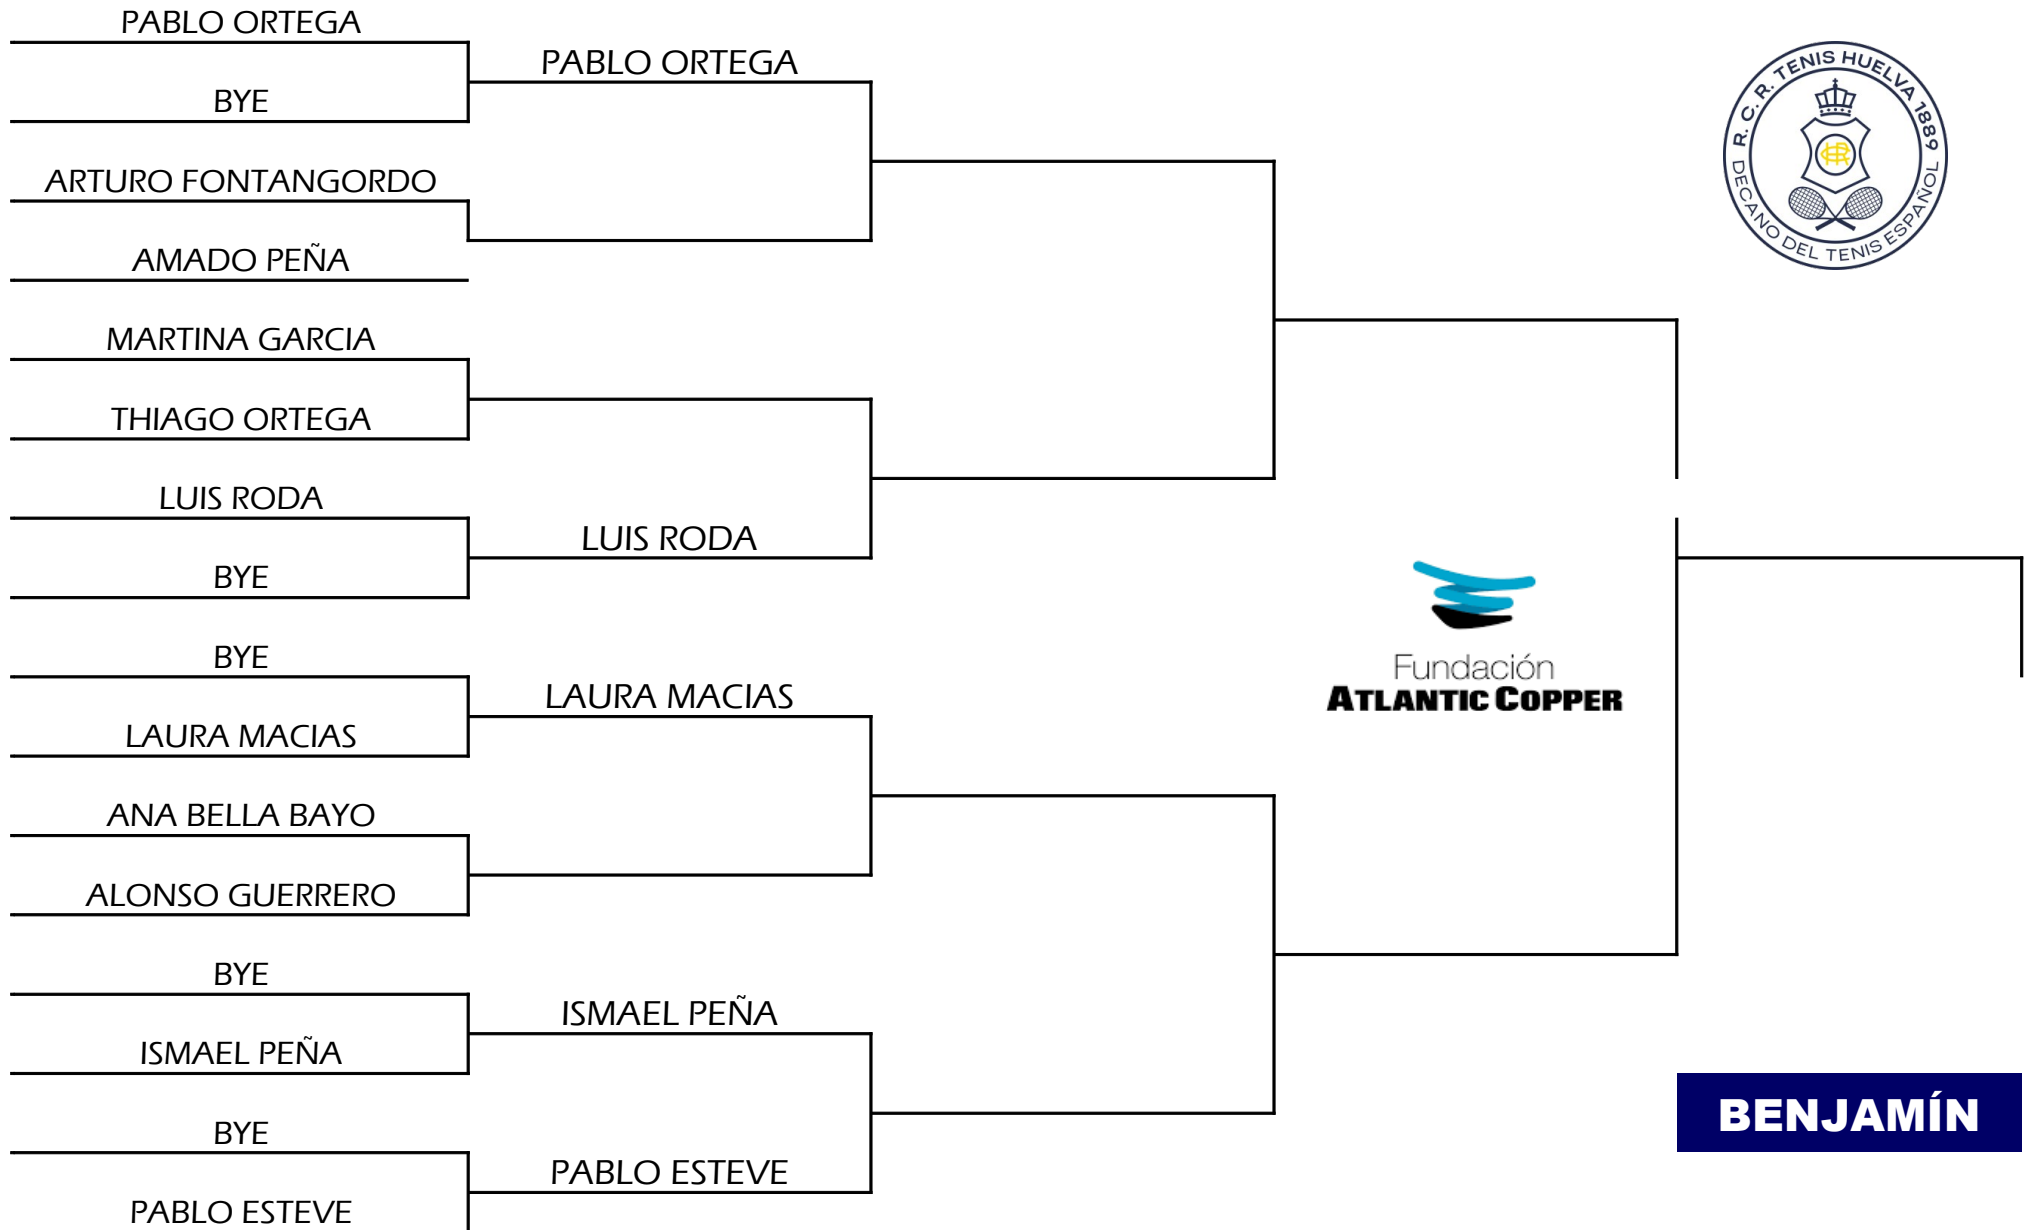 PABLO ORTEGA
PABLO ORTEGA
BYE
ARTURO FONTANGORDO
AMADO PEÑA
MARTINA GARCIA
THIAGO ORTEGA
LUIS RODA
LUIS RODA
BYE
BYE
LAURA MACIAS
LAURA MACIAS
ANA BELLA BAYO
ALONSO GUERRERO
BYE
ISMAEL PEÑA
ISMAEL PEÑA
BYE
PABLO ESTEVE
PABLO ESTEVE
R. C. R. TENIS HUELVA 1889
DECANO DEL TENIS ESPAÑOL
Fundación
ATLANTIC COPPER
BENJAMÍN